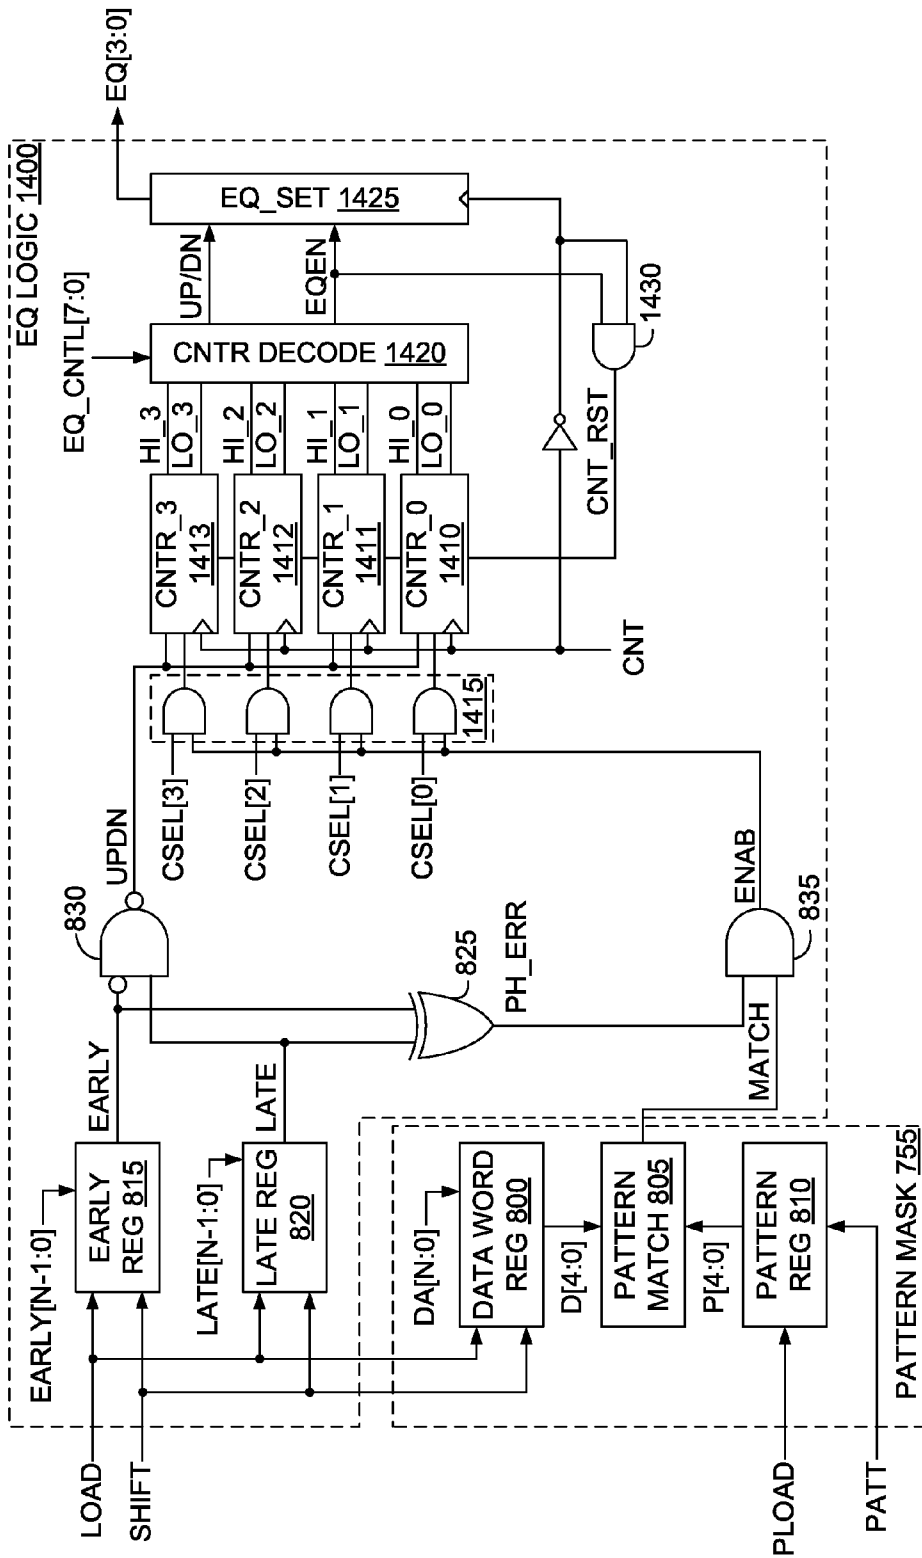 EQ LOGIC 1400
EQ[3:0]
EQ_CNTL[7:0]
LOAD
SHIFT
EARLY[N-1:0]
EARLY
REG 815
EARLY
830
UPDN
LATE[N-1:0]
LATE REG
820
LATE
825
PH_ERR
CSEL[3]
CSEL[2]
CSEL[1]
CSEL[0]
1415
CNTR_3
1413
CNTR_2
1412
CNTR_1
1411
CNTR_0
1410
HI_3
LO_3
HI_2
LO_2
HI_1
LO_1
HI_0
LO_0
CNTR DECODE 1420
UP/DN
EQEN
EQ_SET 1425
1430
CNT_RST
CNT
DA[N:0]
DATA WORD
REG 800
D[4:0]
PATTERN
MATCH 805
P[4:0]
PATTERN
REG 810
MATCH
ENAB
835
PLOAD
PATT
PATTERN MASK 755